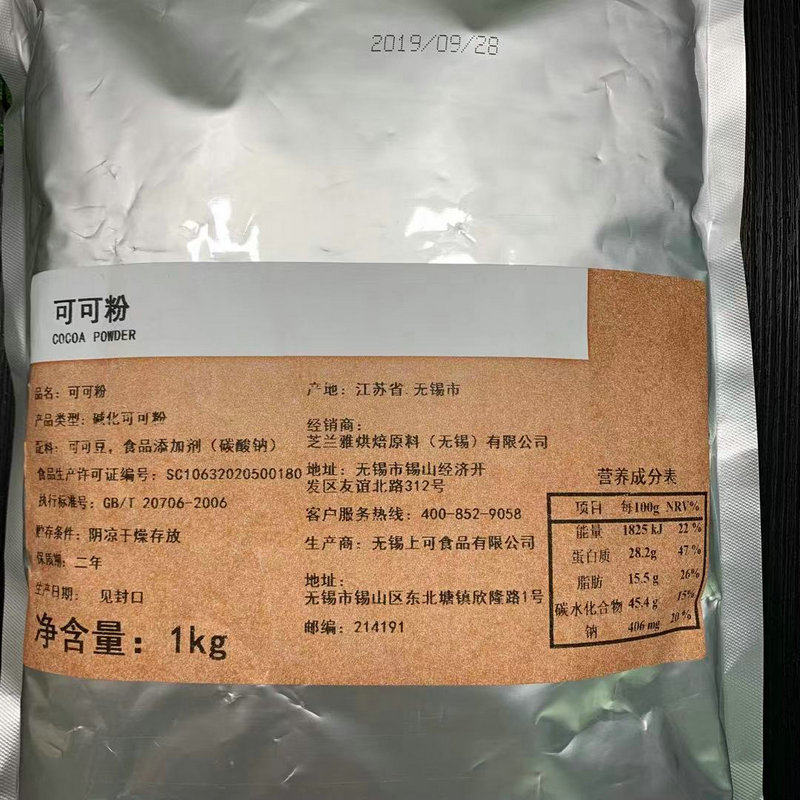 2019/09/28
可可粉
COCOA POWDER
品名：可可粉
产品类型：碱化可可粉
配料：可可豆，食品添加剂（碳酸钠）
食品生产许可证编号：SC10632020500180
执行标准号：GB/T 20706-2006
贮存条件：阴凉干燥存放
保质期：二年
生产日期： 见封口
净含量：1kg
产地：江苏省.无锡市
经销商：
芝兰雅烘焙原料（无锡）有限公司
地址：无锡市锡山经济开
发区友谊北路312号
客户服务热线：400-852-9058
生产商：无锡上可食品有限公司
地址：
无锡市锡山区东北塘镇欣隆路1号
邮编：214191
营养成分表
项目 每100g NRV%
能量 1825 kJ 22 %
蛋白质 28.2g 47 %
脂肪 15.5 g 26%
碳水化合物 45.4 g 15%
钠 406 mg 20 %